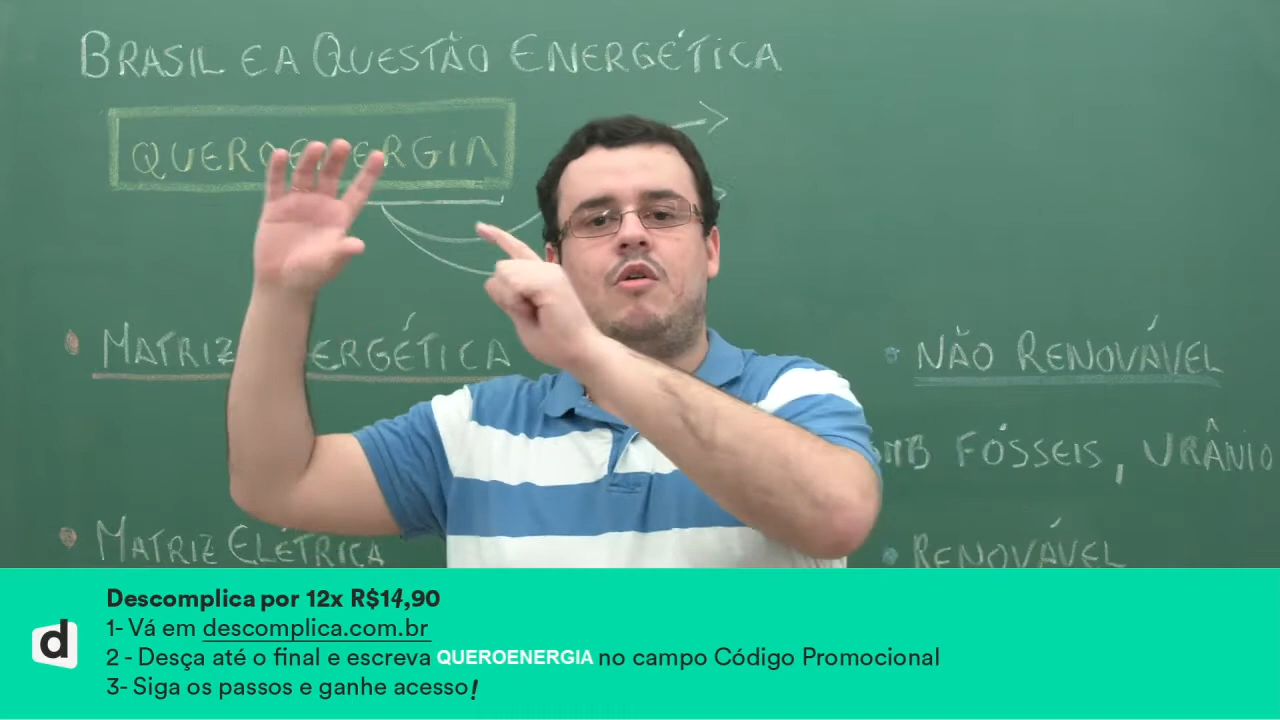 BRASIL E A QUESTÃO ENERGÉTICA
QUEROENERGIA
MATRIZ ERGÉTICA
NÃO RENOVÁVEL
MB FÓSSEIS, URÂNIO
MATRIZ ELÉTRICA
RENOVÁVEL
d
Descomplica por 12x R$14,90
1- Vá em descomplica.com.br
2 - Desça até o final e escreva QUEROENERGIA no campo Código Promocional
3- Siga os passos e ganhe acesso!